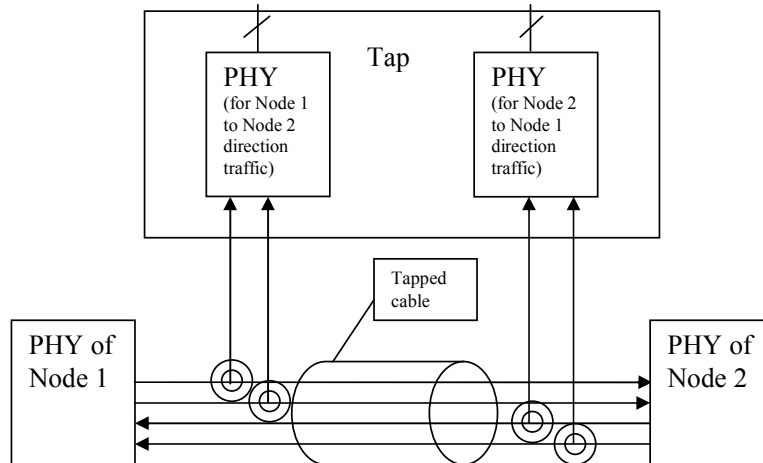 Tap
PHY
(for Node 1
to Node 2
direction
traffic)
PHY
(for Node 2
to Node 1
direction
traffic)
Tapped
cable
PHY of
Node 1
PHY of
Node 2